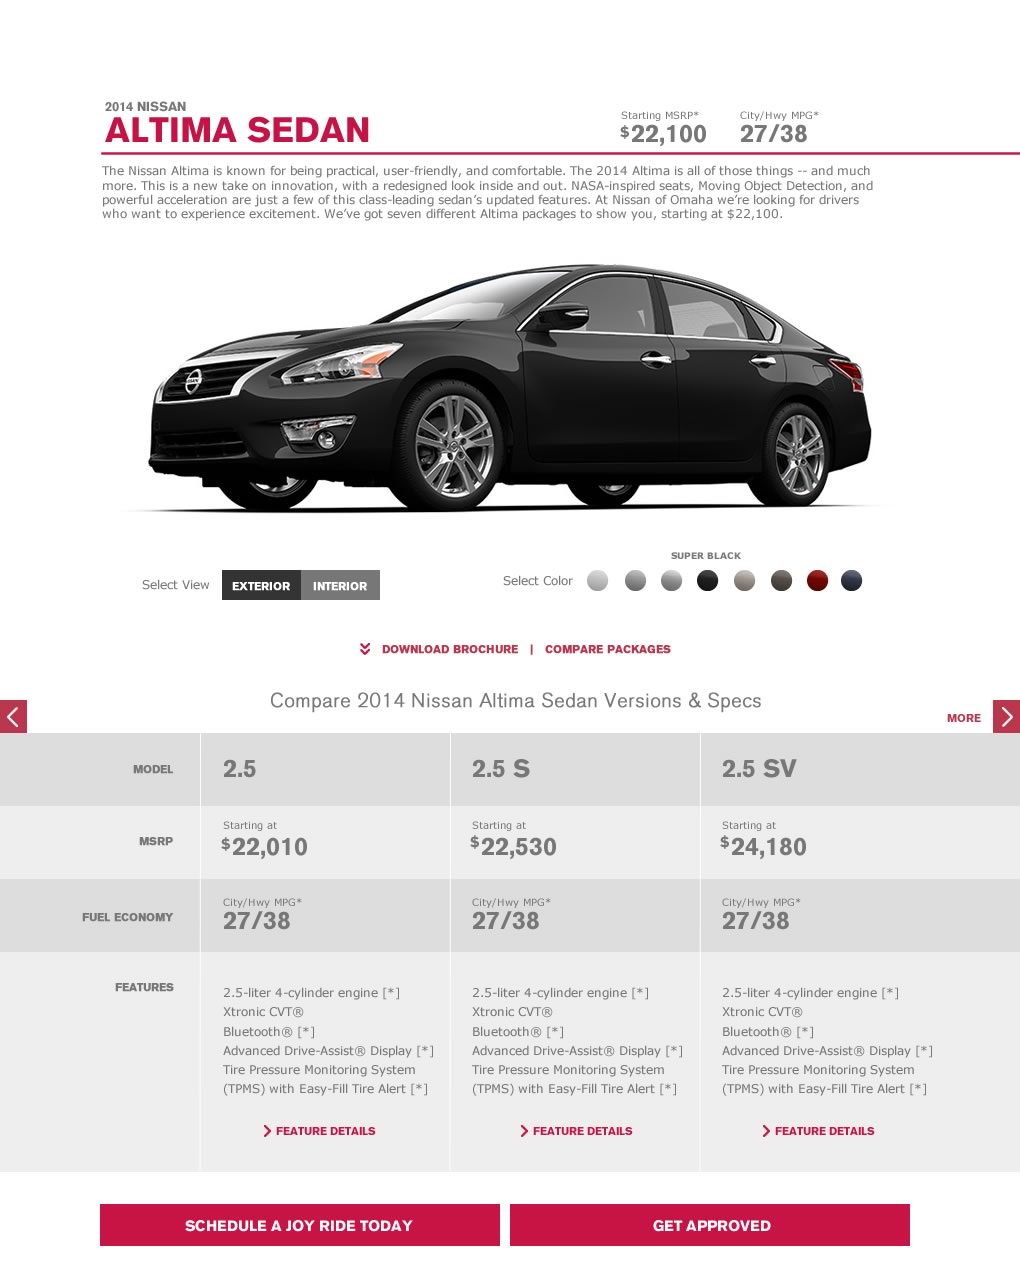 2014 NISSAN
ALTIMA SEDAN
Starting MSRP*
$22,100
City/Hwy MPG*
27/38
The Nissan Altima is known for being practical, user-friendly, and comfortable. The 2014 Altima is all of those things -- and much
more. This is a new take on innovation, with a redesigned look inside and out. NASA-inspired seats, Moving Object Detection, and
powerful acceleration are just a few of this class-leading sedan's updated features. At Nissan of Omaha we're looking for drivers
who want to experience excitement. We've got seven different Altima packages to show you, starting at $22,100.
NISSAN
SUPER BLACK
Select View
EXTERIOR
INTERIOR
Select Color
DOWNLOAD BROCHURE | COMPARE PACKAGES
Compare 2014 Nissan Altima Sedan Versions & Specs
MORE
MODEL
2.5
2.5 S
2.5 SV
MSRP
Starting at
$22,010
Starting at
$22,530
Starting at
$24,180
FUEL ECONOMY
City/Hwy MPG*
27/38
City/Hwy MPG*
27/38
City/Hwy MPG*
27/38
FEATURES
2.5-liter 4-cylinder engine [*]
Xtronic CVT®
Bluetooth® [*]
Advanced Drive-Assist® Display [*]
Tire Pressure Monitoring System
(TPMS) with Easy-Fill Tire Alert [*]
FEATURE DETAILS
2.5-liter 4-cylinder engine [*]
Xtronic CVT®
Bluetooth® [*]
Advanced Drive-Assist® Display [*]
Tire Pressure Monitoring System
(TPMS) with Easy-Fill Tire Alert [*]
FEATURE DETAILS
2.5-liter 4-cylinder engine [*]
Xtronic CVT®
Bluetooth® [*]
Advanced Drive-Assist® Display [*]
Tire Pressure Monitoring System
(TPMS) with Easy-Fill Tire Alert [*]
FEATURE DETAILS
SCHEDULE A JOY RIDE TODAY
GET APPROVED